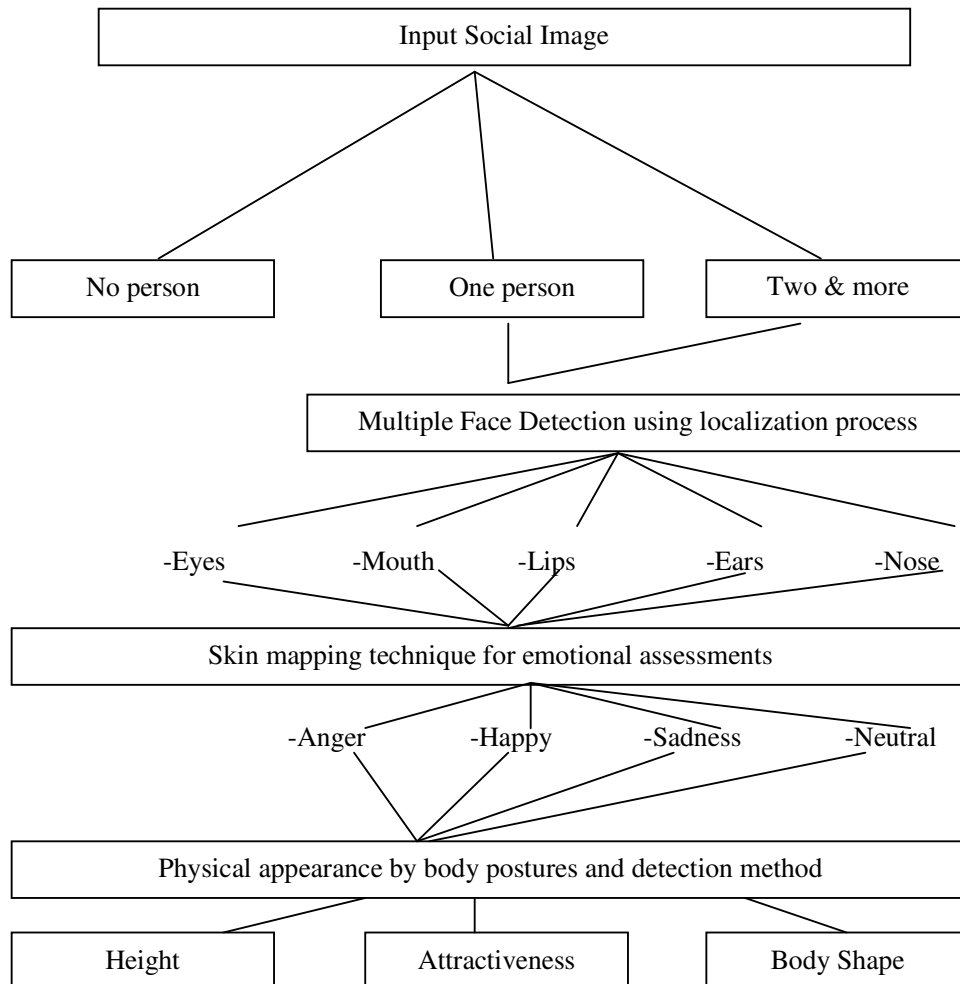 Input Social Image
No person
One person
Two & more
Multiple Face Detection using localization process
-Eyes
-Mouth
-Lips
-Ears
-Nose
Skin mapping technique for emotional assessments
-Anger
-Happy
-Sadness
-Neutral
Physical appearance by body postures and detection method
Height
Attractiveness
Body Shape